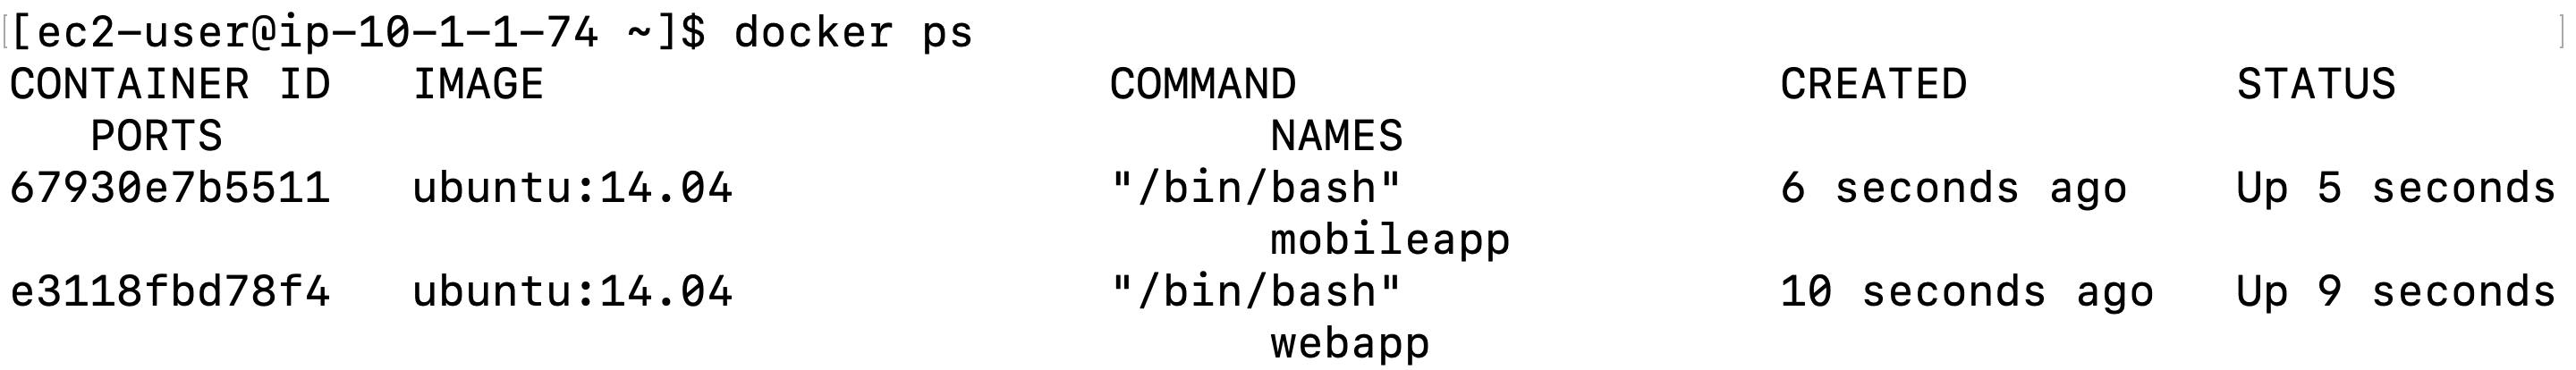 [ec2-user@ip-10-1-1-74 ~]$ docker ps
CONTAINER ID   IMAGE                     COMMAND                  CREATED          STATUS
   PORTS                                       NAMES
67930e7b5511   ubuntu:14.04              "/bin/bash"              6 seconds ago    Up 5 seconds
                                               mobileapp
e3118fbd78f4   ubuntu:14.04              "/bin/bash"              10 seconds ago   Up 9 seconds
                                               webapp